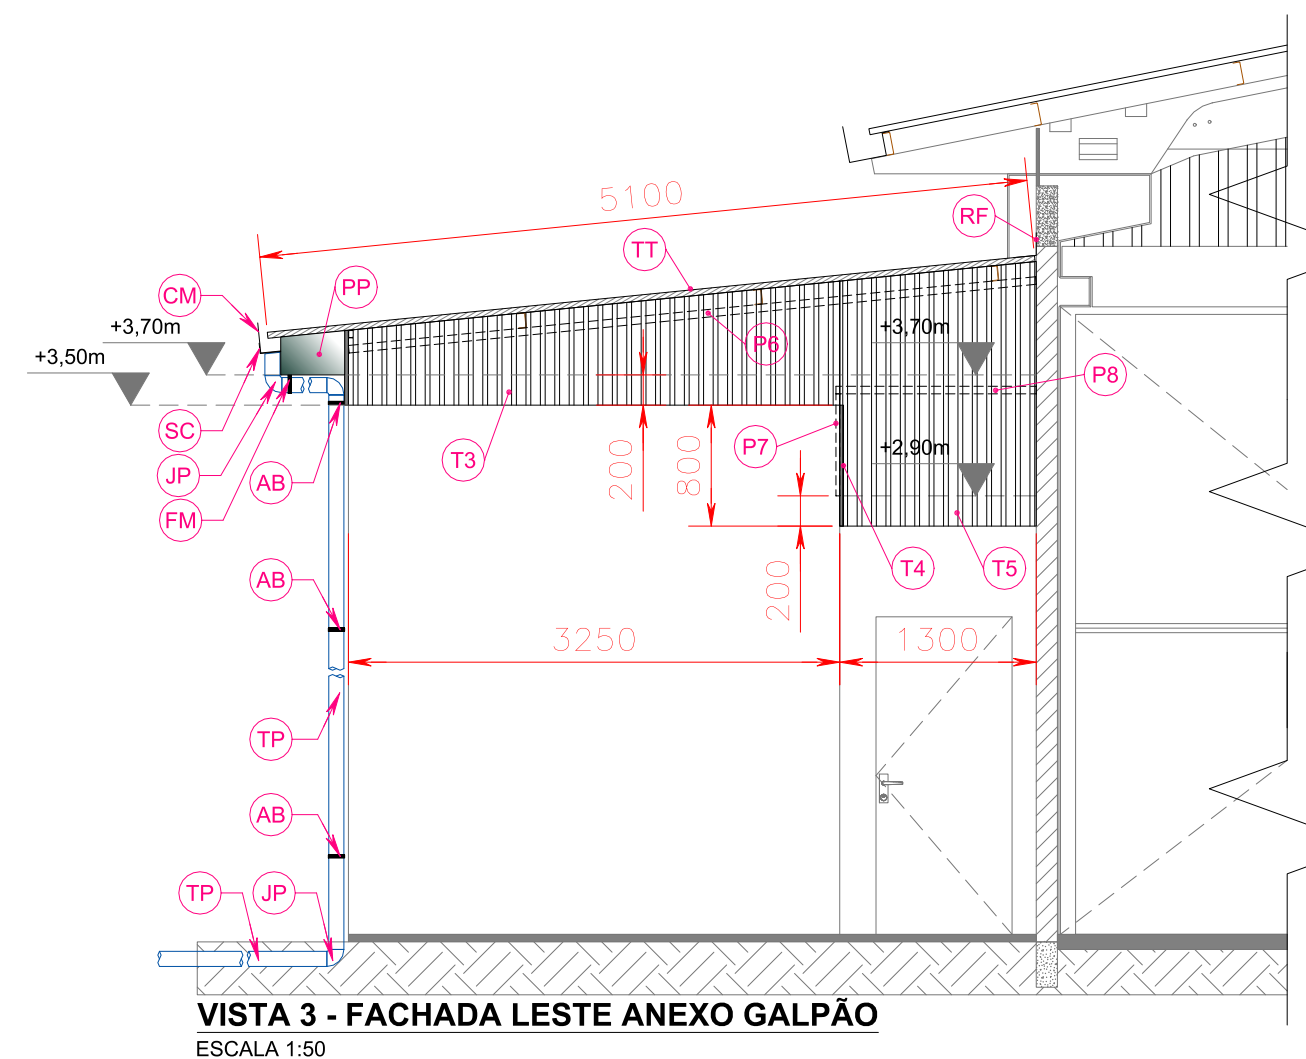 5100
RF
TT
CM
PP
+3,70m
+3,50m
P6
+3,70m
P8
SC
T3
P7
+2,90m
JP
AB
200
800
FM
T4
T5
AB
200
3250
1300
TP
AB
TP
JP
VISTA 3 - FACHADA LESTE ANEXO GALPÃO
ESCALA 1:50